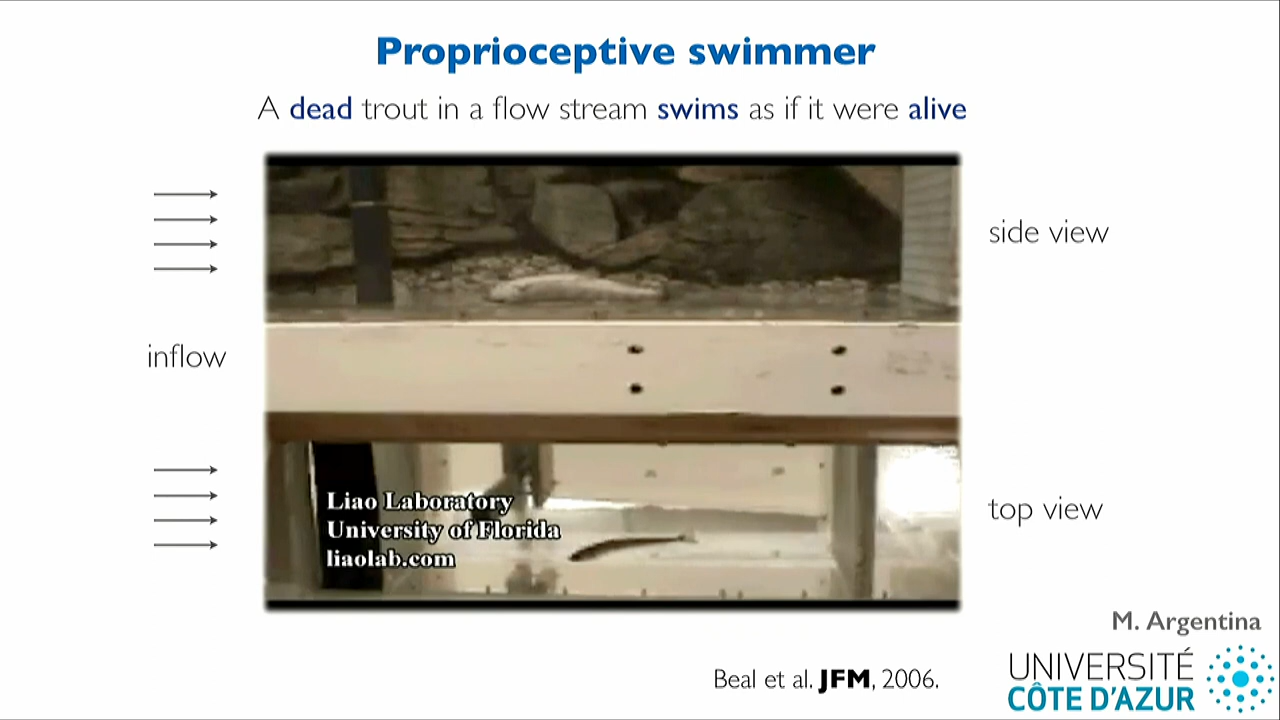 Proprioceptive swimmer
A dead trout in a flow stream swims as if it were alive
side view
inflow
Liao Laboratory
University of Florida
liaolab.com
top view
M. Argentina
Beal et al. JFM, 2006.
UNIVERSITÉ
CÔTE D'AZUR